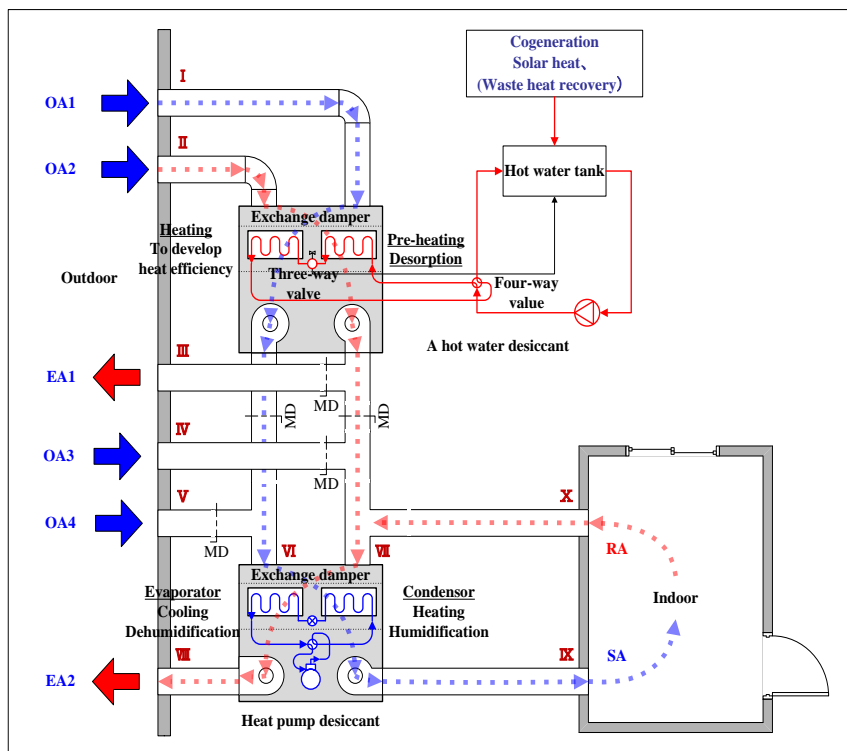 Cogeneration
Solar heat、
(Waste heat recovery）
Ⅰ
OA1
Ⅱ
OA2
Hot water tank
Exchange damper
Heating
To develop
heat efficiency
Pre-heating
Desorption
Outdoor
Three-way
valve
Four-way
value
A hot water desiccant
Ⅲ
EA1
MD
MD
MD
Ⅳ
OA3
MD
Ⅴ
OA4
MD
Ⅹ
RA
Ⅵ
Ⅶ
Exchange damper
Evaporator
Cooling
Dehumidification
Condensor
Heating
Humidification
Indoor
Ⅷ
EA2
Ⅸ
SA
Heat pump desiccant